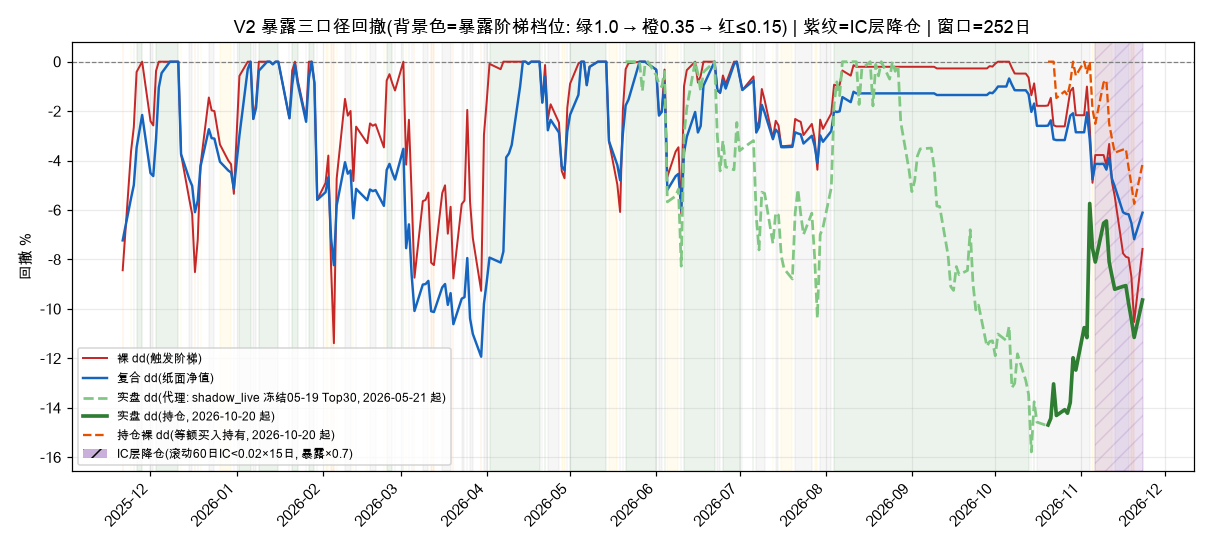 V2 暴露三口径回撤(背景色=暴露阶梯档位: 绿1.0 → 橙0.35 → 红≤0.15) | 紫纹=IC层降仓 | 窗口=252日
回撤 %
0
-2
-4
-6
-8
-10
-12
-14
-16
裸 dd(触发阶梯)
复合 dd(纸面净值)
实盘 dd(代理: shadow_live 冻结05-19 Top30, 2026-05-21 起)
实盘 dd(持仓, 2026-10-20 起)
持仓裸 dd(等额买入持有, 2026-10-20 起)
IC层降仓(滚动60日IC<0.02×15日, 暴露×0.7)
2025-12
2026-01
2026-02
2026-03
2026-04
2026-05
2026-06
2026-07
2026-08
2026-09
2026-10
2026-11
2026-12